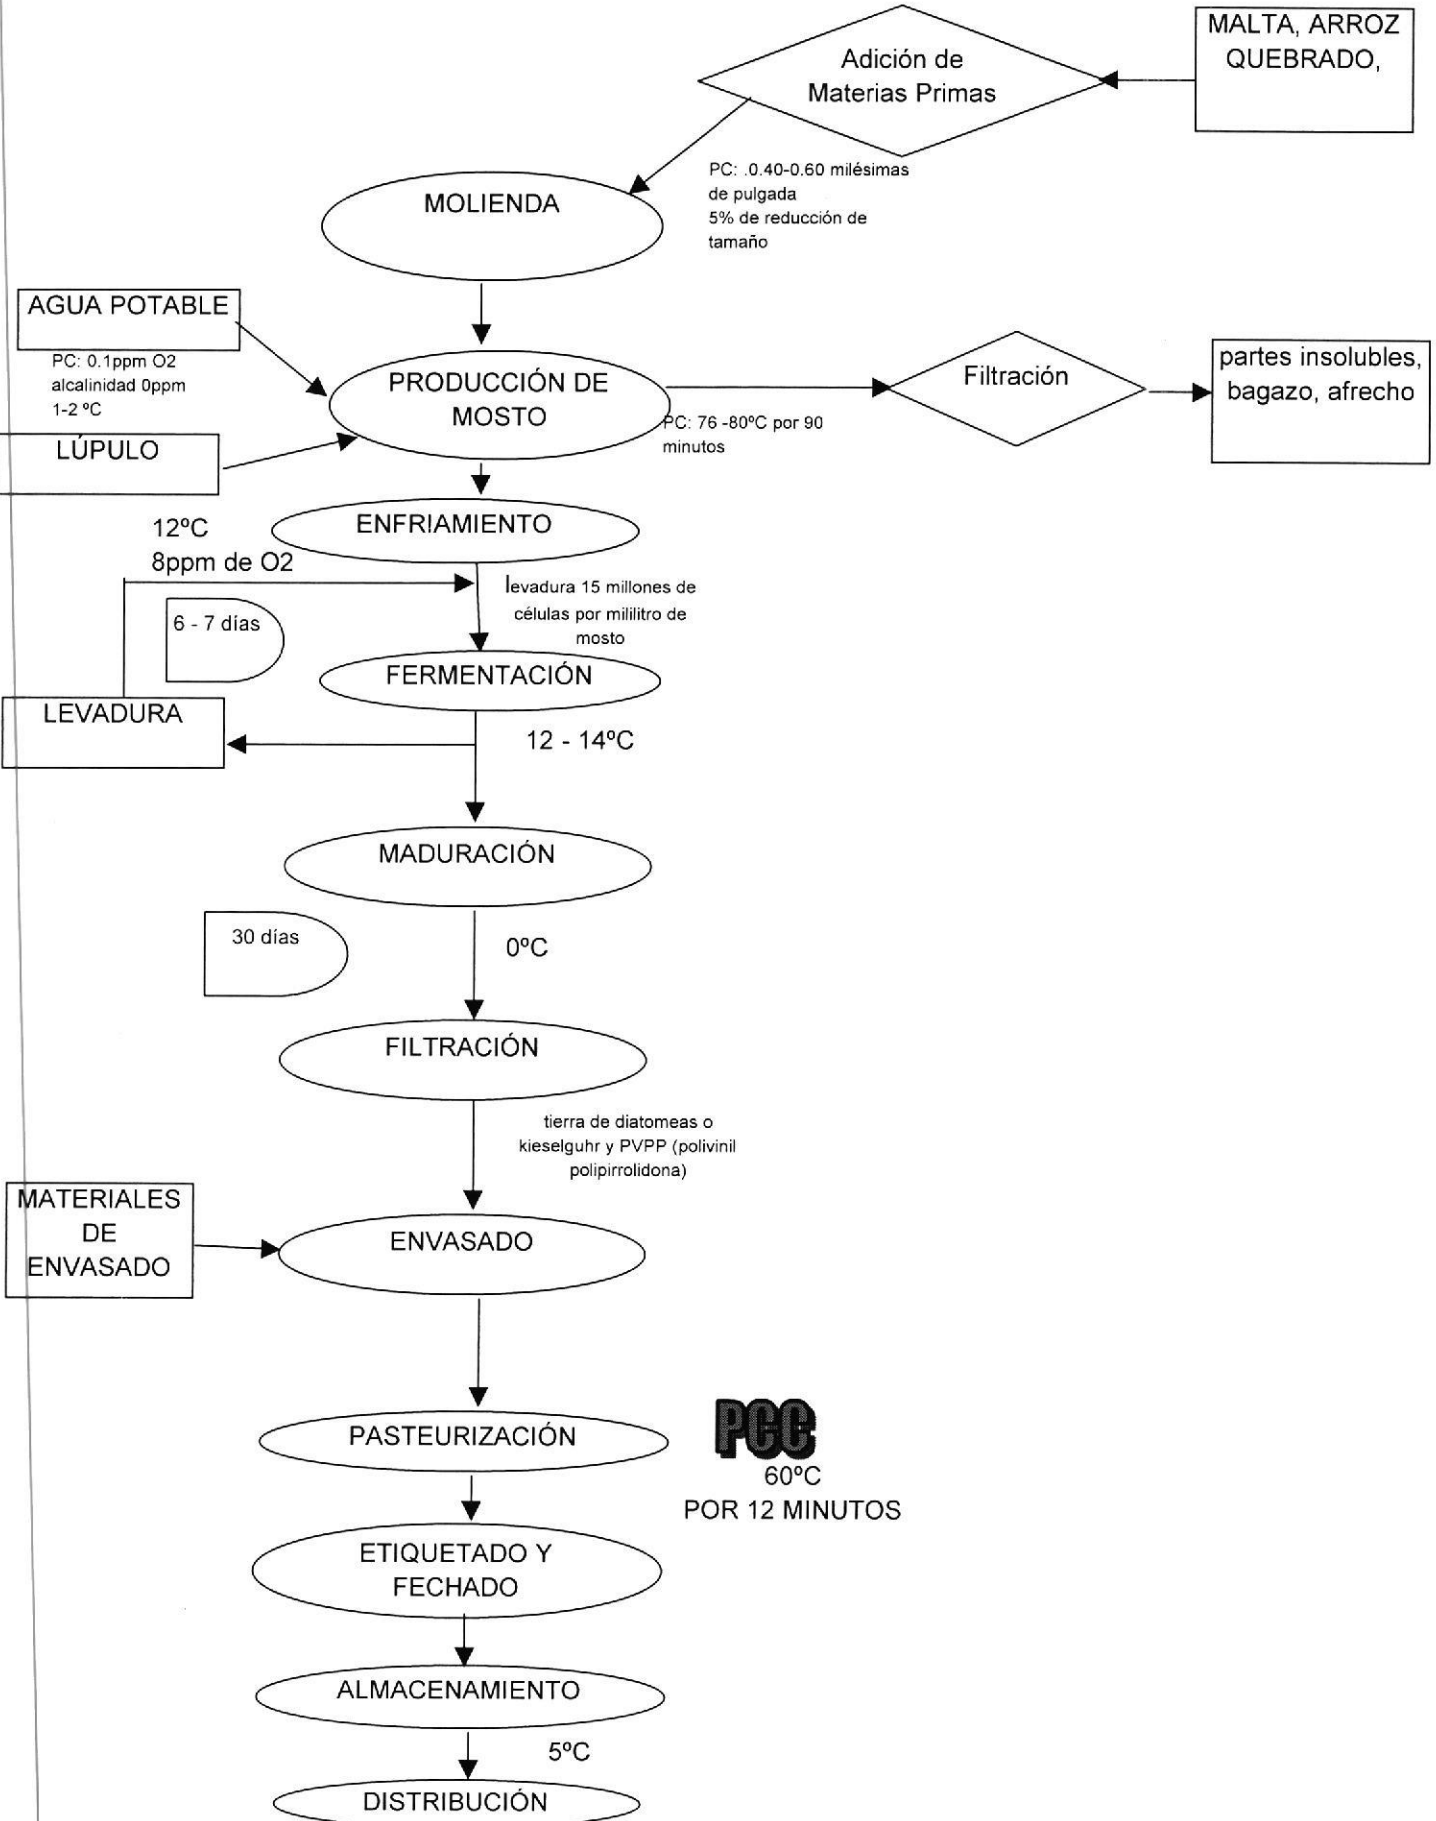 MALTA, ARROZ
QUEBRADO,
Adición de
Materias Primas
PC: .0.40-0.60 milésimas
de pulgada
5% de reducción de
tamaño
MOLIENDA
AGUA POTABLE
PC: 0.1ppm O2
alcalinidad 0ppm
1-2 ºC
PRODUCCIÓN DE
MOSTO
PC: 76 -80ºC por 90
minutos
Filtración
partes insolubles,
bagazo, afrecho
LÚPULO
ENFRIAMIENTO
12ºC
8ppm de O2
levadura 15 millones de
células por mililitro de
mosto
6 - 7 días
FERMENTACIÓN
LEVADURA
12 - 14ºC
MADURACIÓN
30 días
0ºC
FILTRACIÓN
tierra de diatomeas o
kieselguhr y PVPP (polivinil
polipirrolidona)
MATERIALES
DE
ENVASADO
ENVASADO
PASTEURIZACIÓN
PCC
60ºC
POR 12 MINUTOS
ETIQUETADO Y
FECHADO
ALMACENAMIENTO
5ºC
DISTRIBUCIÓN